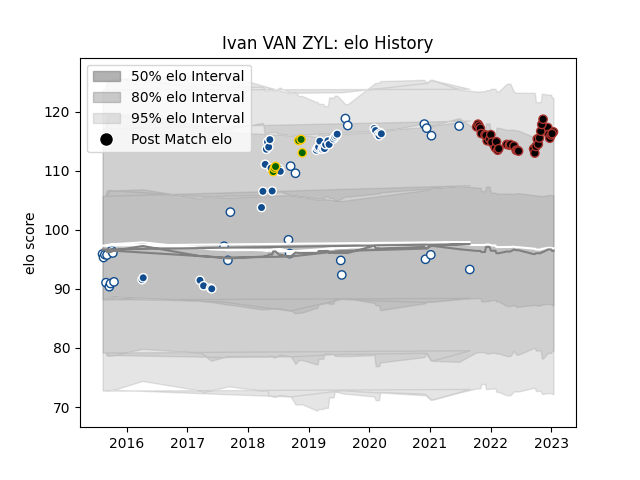 Ivan VAN ZYL: elo History
50% elo Interval
80% elo Interval
95% elo Interval
Post Match elo
elo score
120
110
100
90
80
70
2016 2017 2018 2019 2020 2021 2022 2023